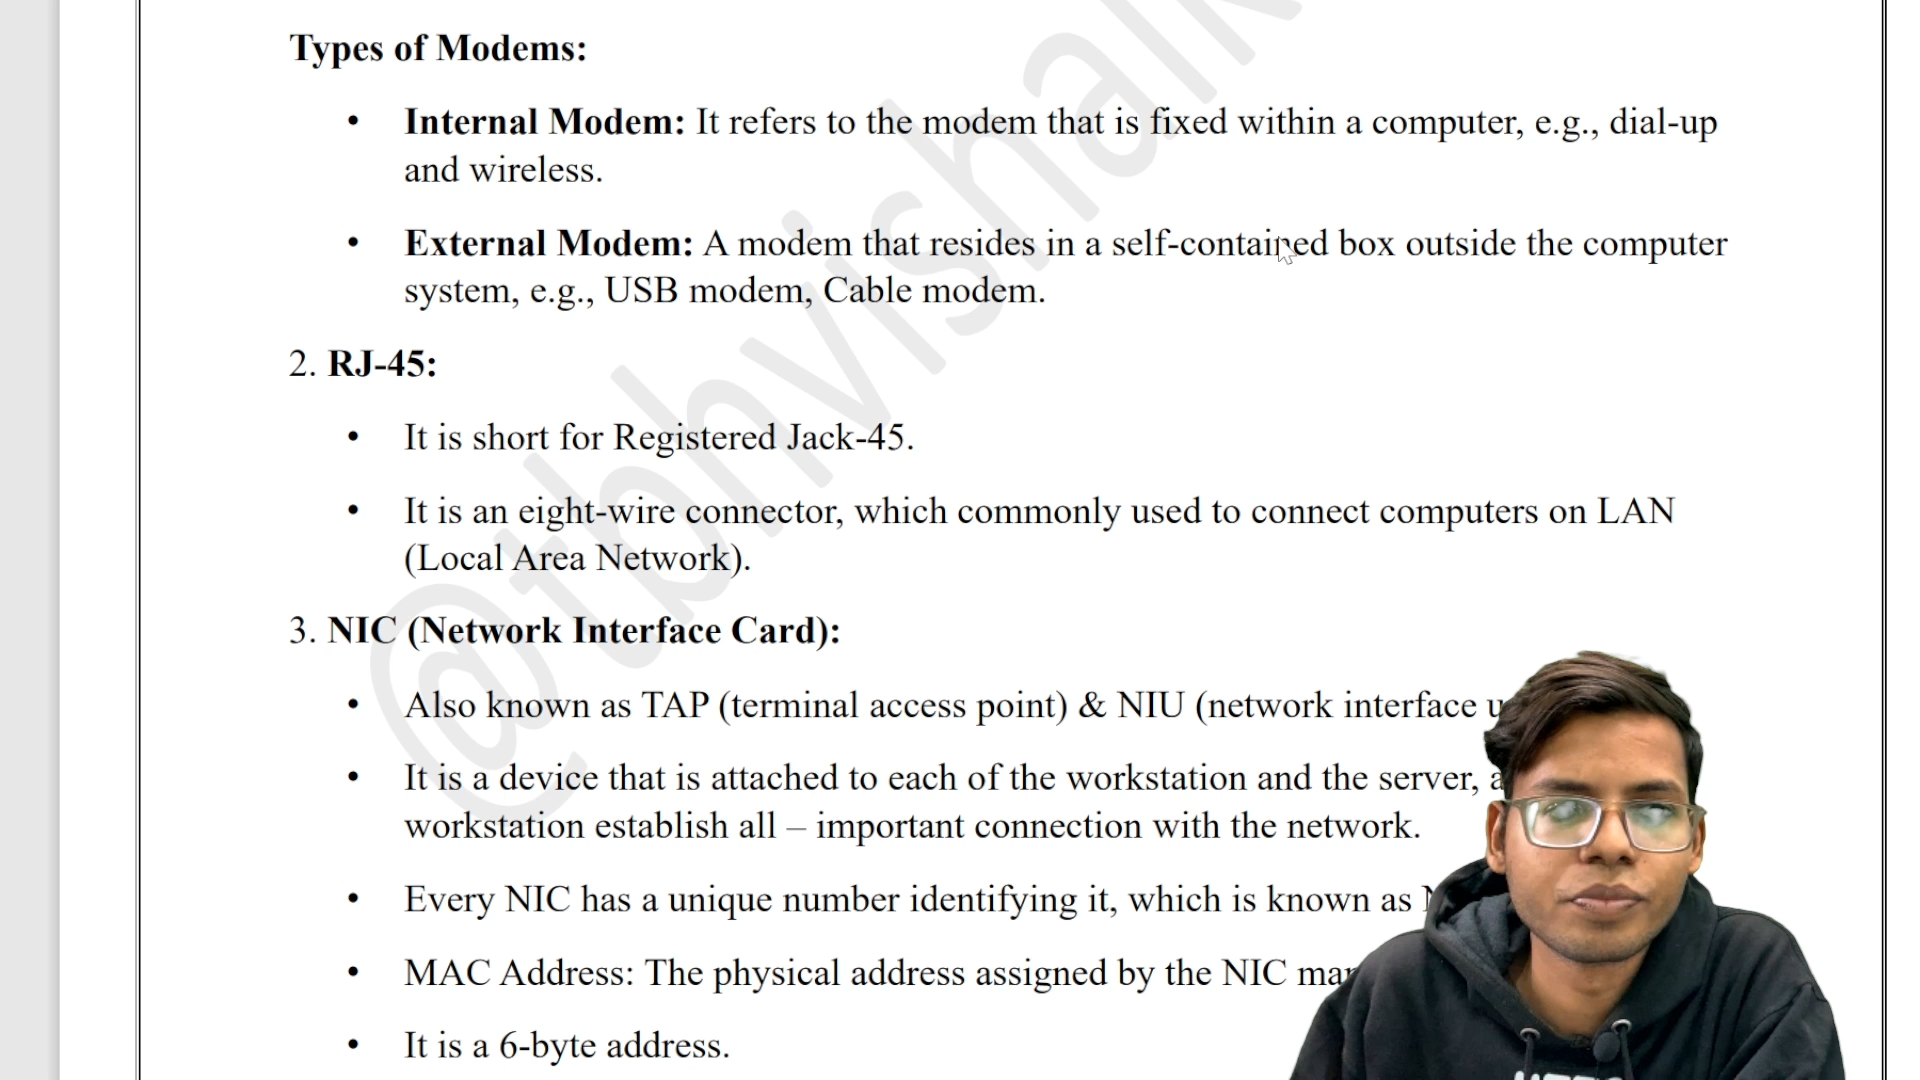 Types of Modems:
• Internal Modem: It refers to the modem that is fixed within a computer, e.g., dial-up
and wireless.
• External Modem: A modem that resides in a self-contained box outside the computer
system, e.g., USB modem, Cable modem.
2. RJ-45:
• It is short for Registered Jack-45.
• It is an eight-wire connector, which commonly used to connect computers on LAN
(Local Area Network).
3. NIC (Network Interface Card):
• Also known as TAP (terminal access point) & NIU (network interface
• It is a device that is attached to each of the workstation and the server,
workstation establish all – important connection with the network.
• Every NIC has a unique number identifying it, which is known as
• MAC Address: The physical address assigned by the NIC
• It is a 6-byte address.
@tbhvishal